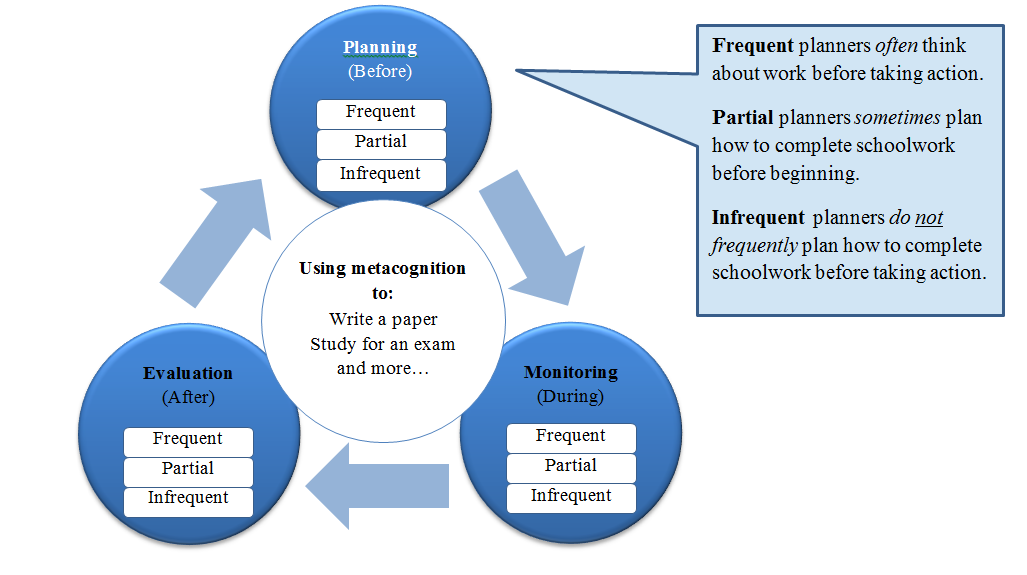 Planning
(Before)
Frequent
Partial
Infrequent
Frequent planners often think
about work before taking action.
Partial planners sometimes plan
how to complete schoolwork
before beginning.
Infrequent planners do not
frequently plan how to complete
schoolwork before taking action.
Using metacognition
to:
Write a paper
Study for an exam
and more…
Evaluation
(After)
Frequent
Partial
Infrequent
Monitoring
(During)
Frequent
Partial
Infrequent